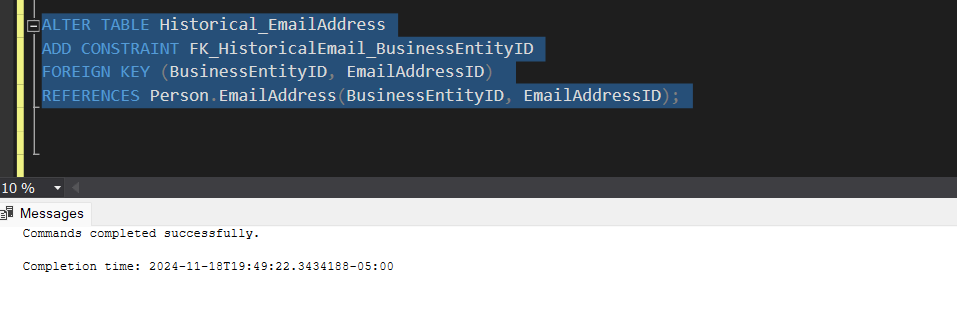 ALTER TABLE Historical_EmailAddress
ADD CONSTRAINT FK_HistoricalEmail_BusinessEntityID
FOREIGN KEY (BusinessEntityID, EmailAddressID)
REFERENCES Person.EmailAddress(BusinessEntityID, EmailAddressID);
10 %
Messages
Commands completed successfully.
Completion time: 2024-11-18T19:49:22.3434188-05:00